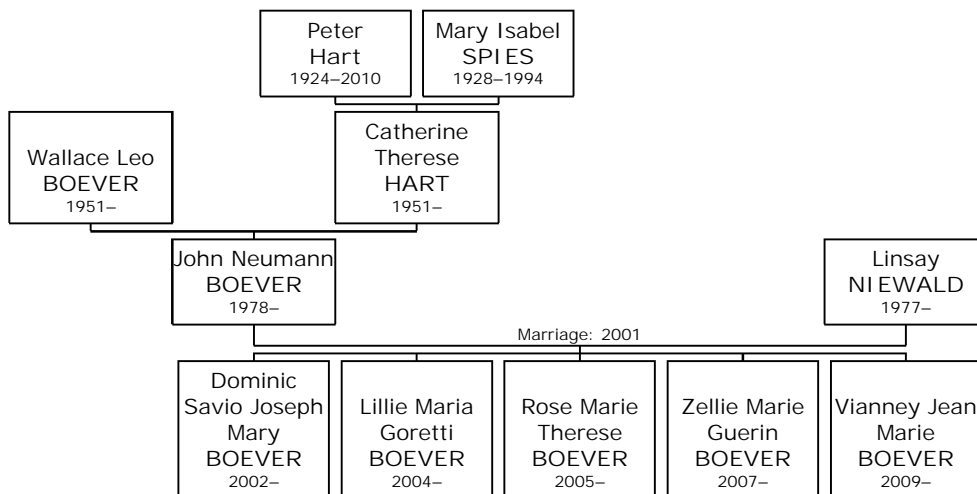 Peter
Hart
1924–2010
Mary Isabel
SPIES
1928–1994
Wallace Leo
BOEVER
1951–
Catherine
Therese
HART
1951–
John Neumann
BOEVER
1978–
Linsay
NIEWALD
1977–
Marriage: 2001
Dominic
Savio Joseph
Mary
BOEVER
2002–
Lillie Maria
Goretti
BOEVER
2004–
Rose Marie
Therese
BOEVER
2005–
Zellie Marie
Guerin
BOEVER
2007–
Vianney Jean
Marie
BOEVER
2009–